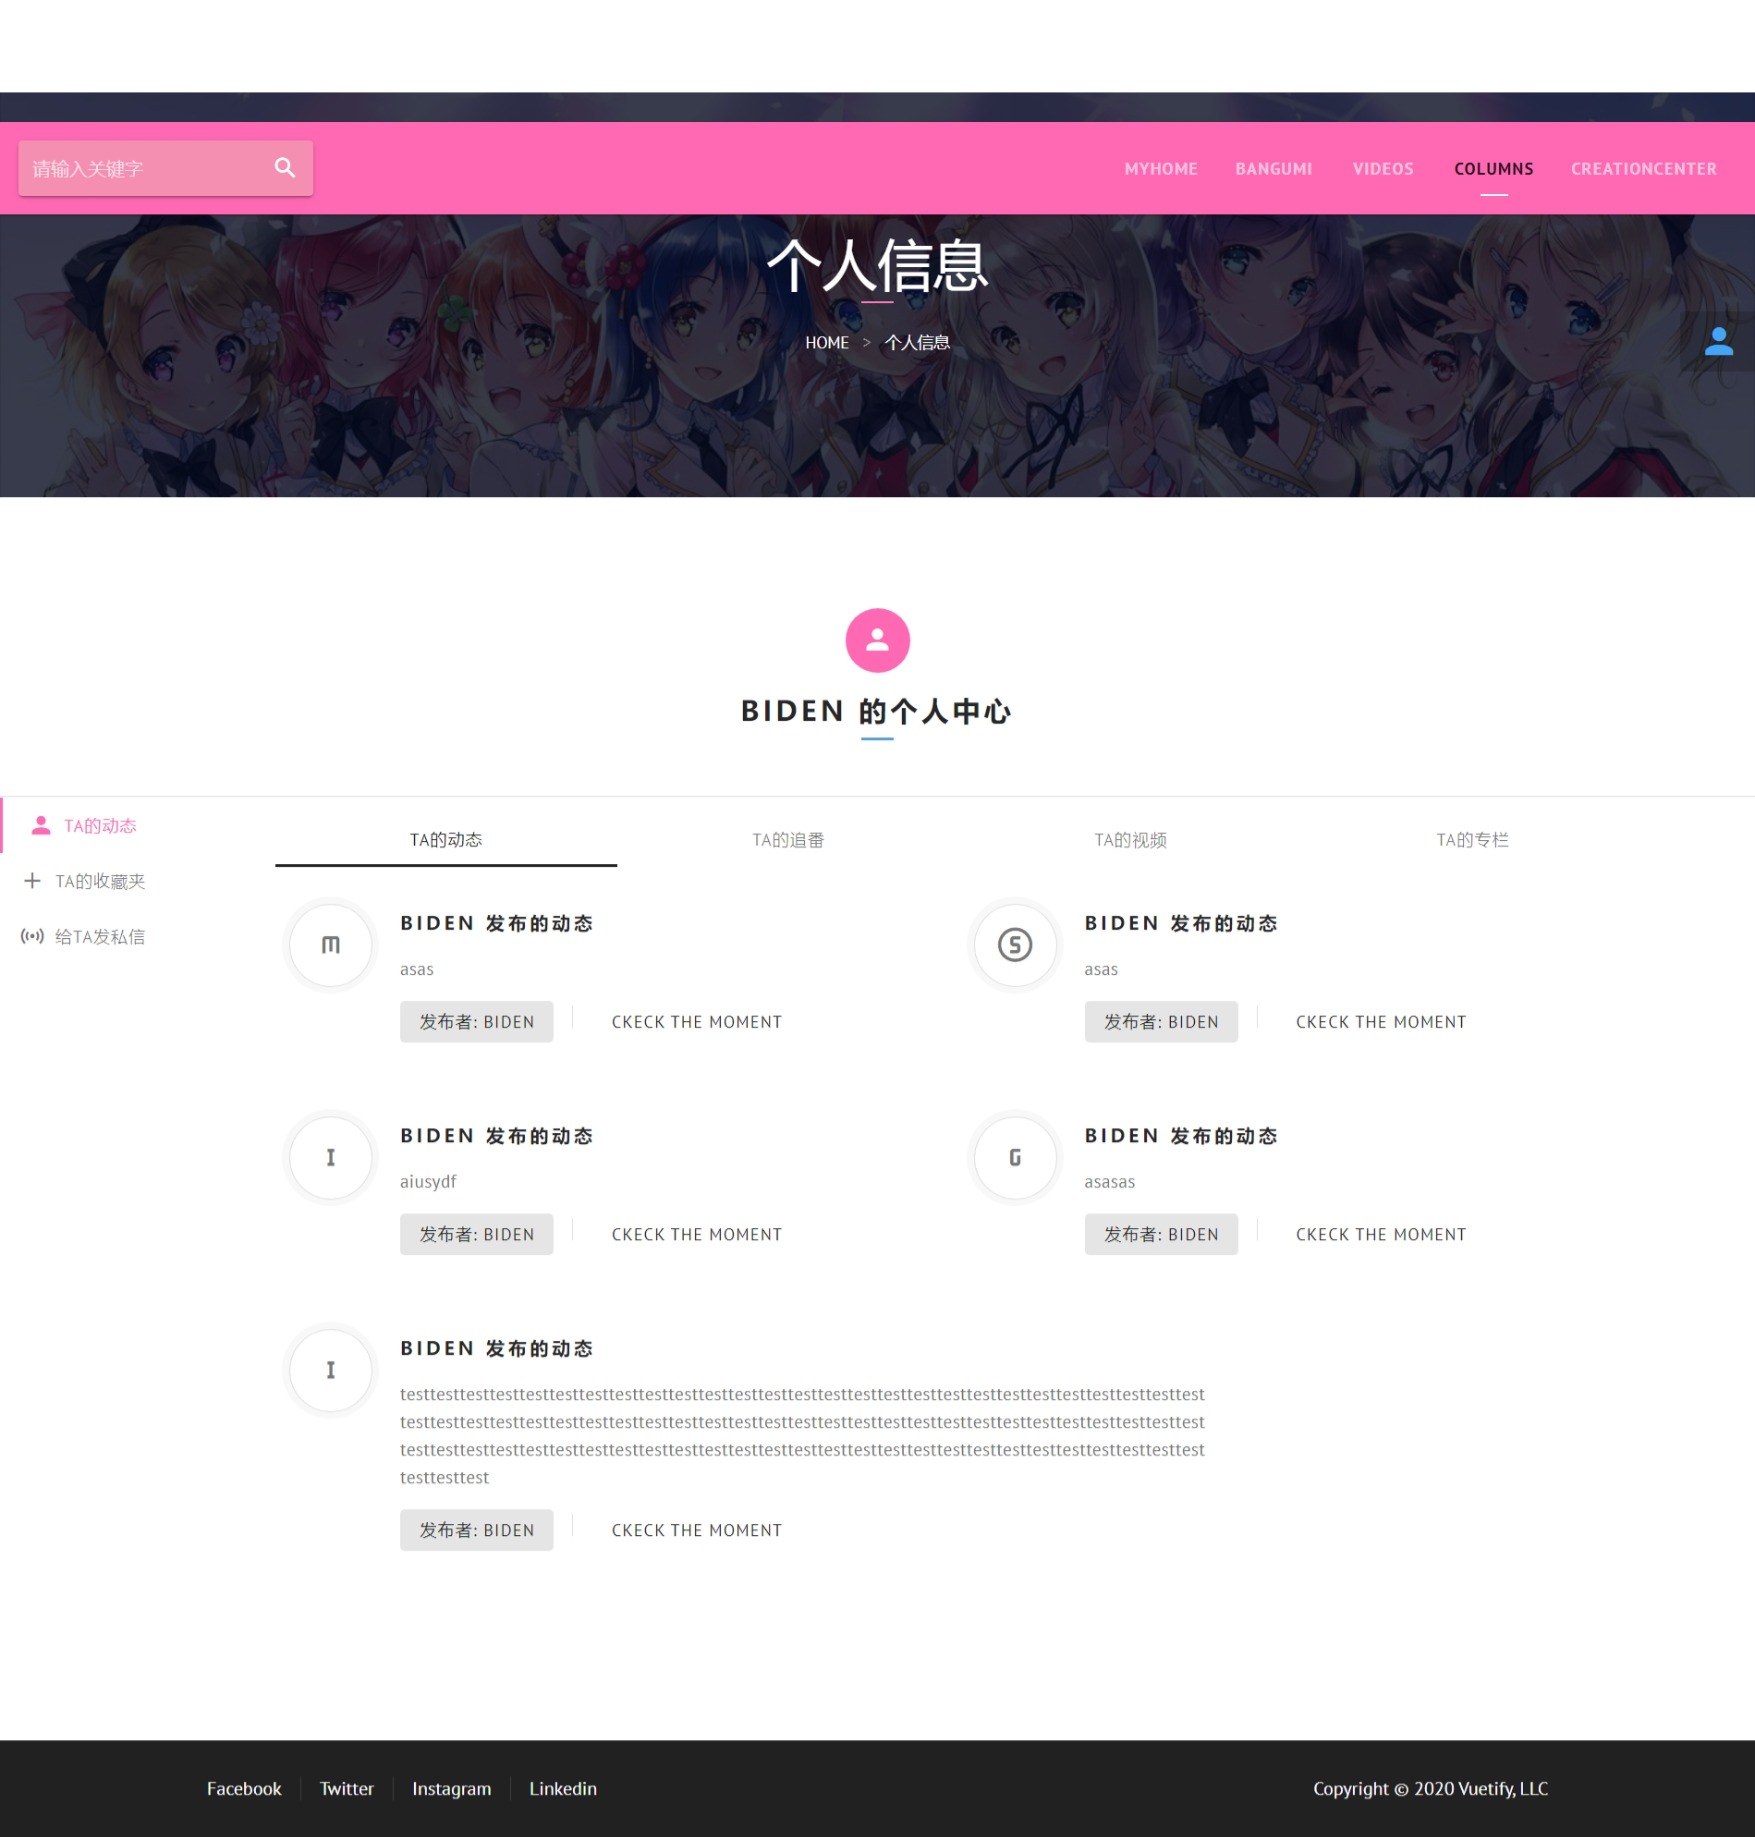 请输入关键字
MYHOME BANGUMI VIDEOS COLUMNS CREATIONCENTER
个人信息
HOME > 个人信息
BIDEN 的个人中心
TA的动态
TA的收藏夹
给TA发私信
TA的动态 TA的追番 TA的视频 TA的专栏
M
BIDEN 发布的动态
asas
发布者: BIDEN CKECK THE MOMENT
S
BIDEN 发布的动态
asas
发布者: BIDEN CKECK THE MOMENT
I
BIDEN 发布的动态
aiusydf
发布者: BIDEN CKECK THE MOMENT
G
BIDEN 发布的动态
asasas
发布者: BIDEN CKECK THE MOMENT
I
BIDEN 发布的动态
testtesttesttesttesttesttesttesttesttesttesttesttesttesttesttesttesttesttesttesttesttesttesttesttesttesttest
testtesttesttesttesttesttesttesttesttesttesttesttesttesttesttesttesttesttesttesttesttesttesttesttesttesttest
testtesttesttesttesttesttesttesttesttesttesttesttesttesttesttesttesttesttesttesttesttesttesttesttesttesttest
testtesttest
发布者: BIDEN CKECK THE MOMENT
Facebook Twitter Instagram Linkedin
Copyright © 2020 Vuetify, LLC